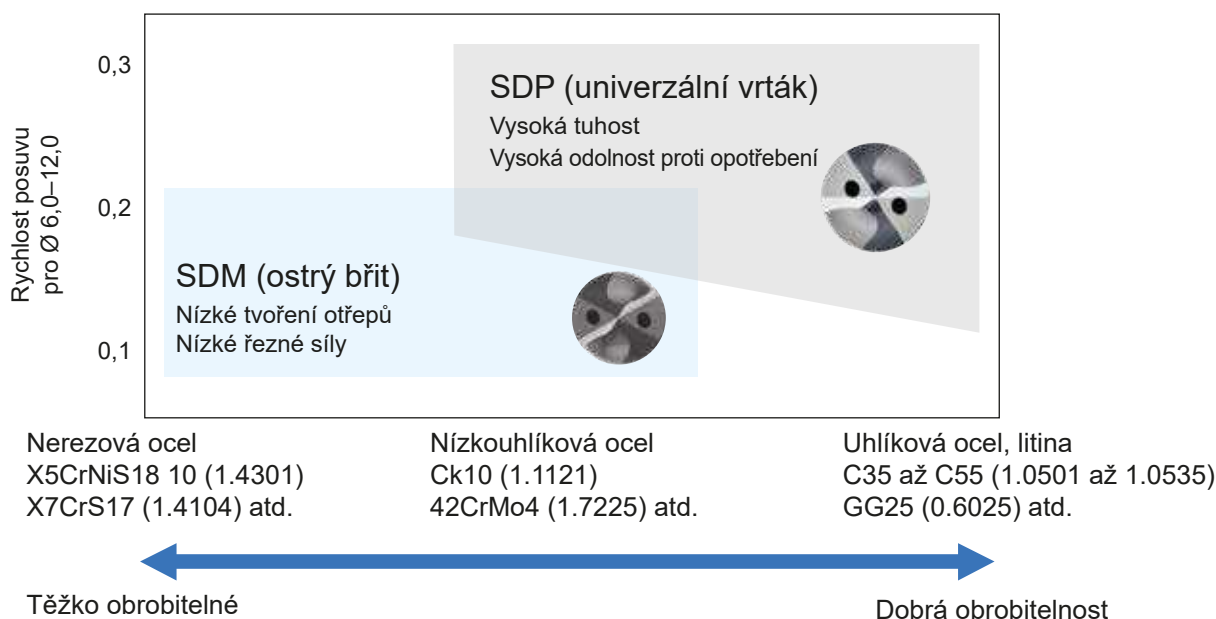 Rychlost posuvu
pro Ø 6,0–12,0
0,3
0,2
0,1
SDP (univerzální vrták)
Vysoká tuhost
Vysoká odolnost proti opotřebení
SDM (ostrý břit)
Nízké tvoření otřepů
Nízké řezné síly
Nerezová ocel
X5CrNiS18 10 (1.4301)
X7CrS17 (1.4104) atd.
Nízkouhlíková ocel
Ck10 (1.1121)
42CrMo4 (1.7225) atd.
Uhlíková ocel, litina
C35 až C55 (1.0501 až 1.0535)
GG25 (0.6025) atd.
Těžko obrobitelné
Dobrá obrobitelnost